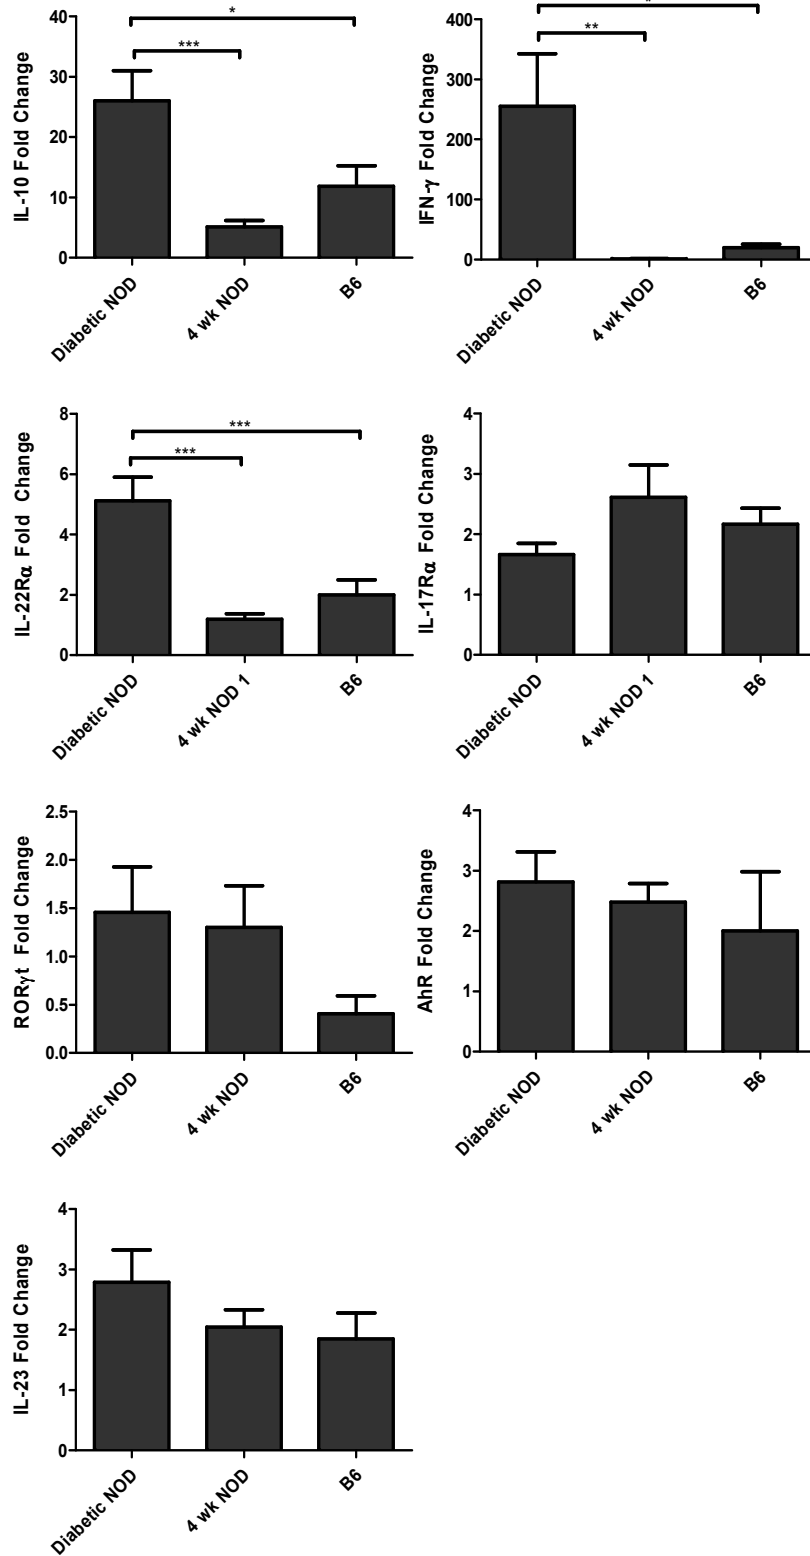 IL-10 Fold Change
40
30
20
10
0
*
***
Diabetic NOD
4 wk NOD
B6
IFN-γ Fold Change
400
300
200
100
0
*
**
Diabetic NOD
4 wk NOD
B6
IL-22Rα Fold Change
8
6
4
2
0
***
***
Diabetic NOD
4 wk NOD 1
B6
IL-17Rα Fold Change
4
3
2
1
0
Diabetic NOD
4 wk NOD 1
B6
RORγt Fold Change
2.5
2.0
1.5
1.0
0.5
0.0
Diabetic NOD
4 wk NOD
B6
AhR Fold Change
4
3
2
1
0
Diabetic NOD
4 wk NOD
B6
IL-23 Fold Change
4
3
2
1
0
Diabetic NOD
4 wk NOD
B6